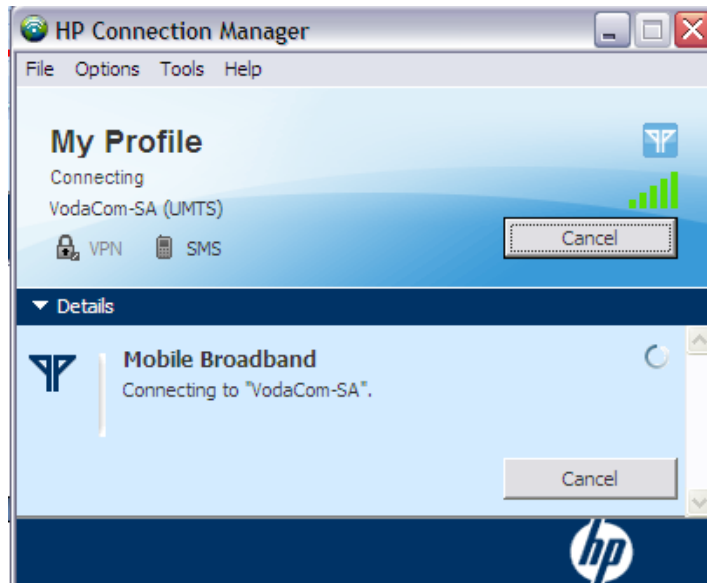 HP Connection Manager
File Options Tools Help
My Profile
Connecting
VodaCom-SA (UMTS)
VPN SMS
Cancel
Details
Mobile Broadband
Connecting to "VodaCom-SA".
Cancel
hp